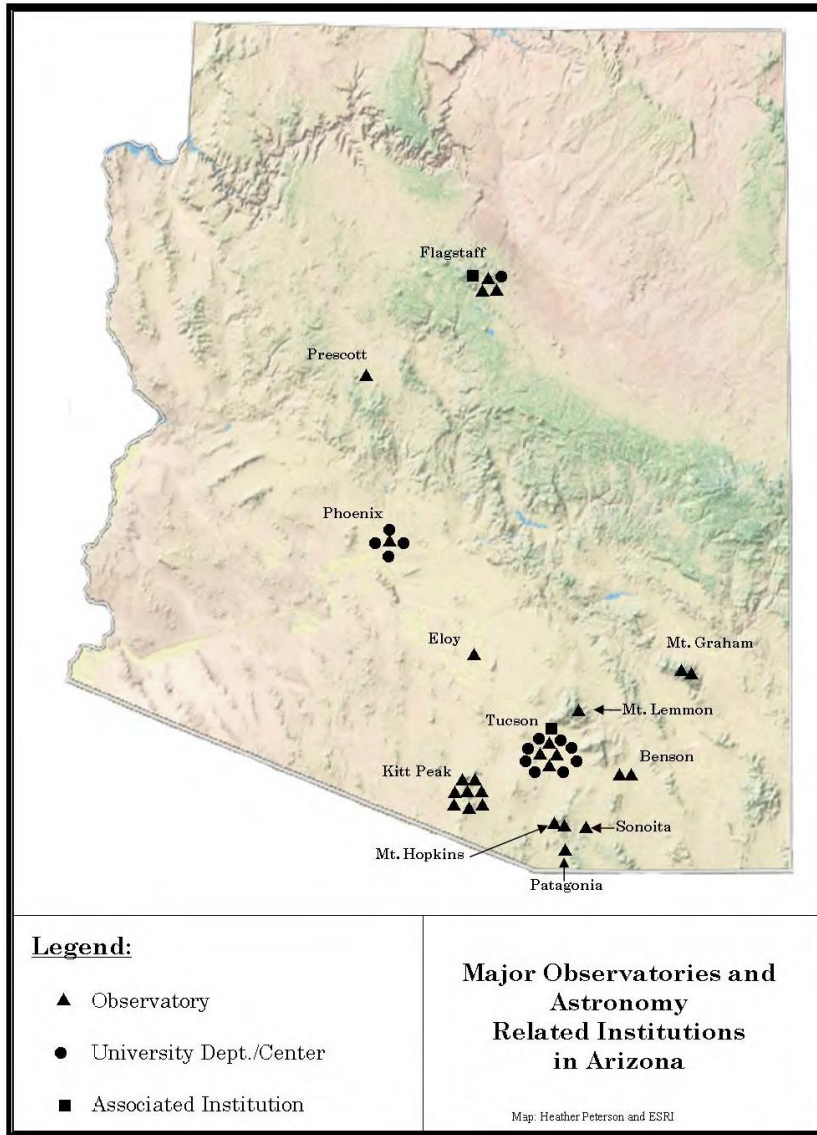 Flagstaff
Prescott
Phoenix
Eloy
Mt. Graham
Mt. Lemmon
Tucson
Benson
Kitt Peak
Sonoita
Mt. Hopkins
Patagonia
Legend:
Observatory
University Dept./Center
Associated Institution
Major Observatories and
Astronomy
Related Institutions
in Arizona
Map: Heather Peterson and ESRI